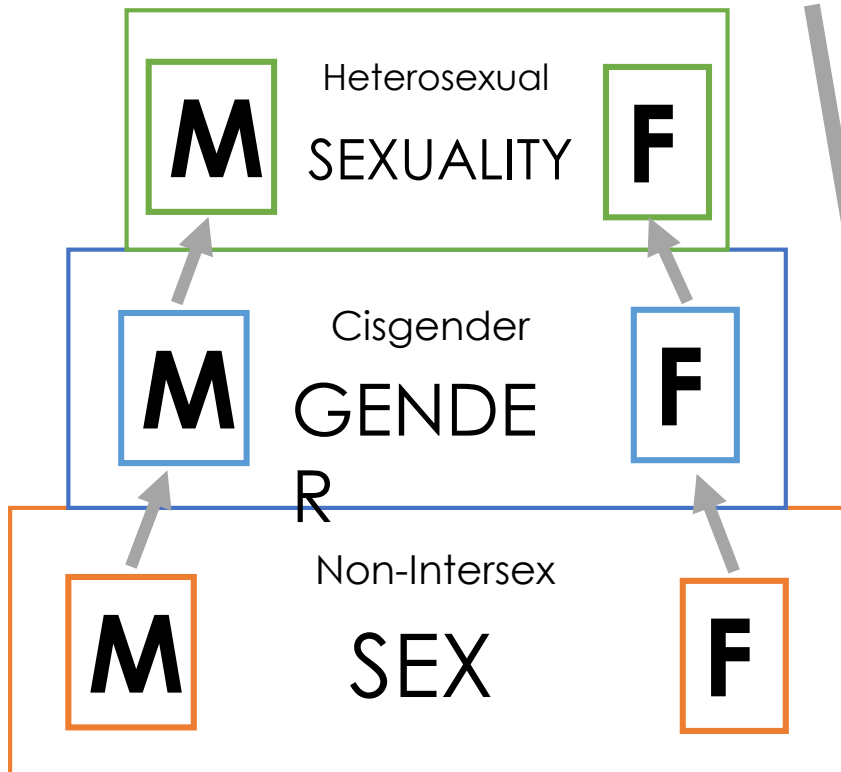 Heterosexual
M SEXUALITY F
Cisgender
M GENDE F
R
Non-Intersex
M SEX F